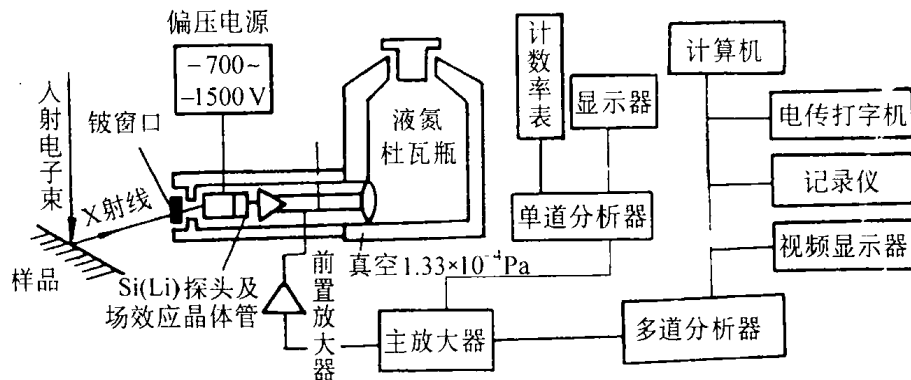 偏压电源
－700～
－1500 V
入射电子束
铍窗口
X射线
样品
Si(Li)探头及
场效应晶体管
前置放大器
液氮
杜瓦瓶
真空1.33×10⁻⁴Pa
计数率表
显示器
单道分析器
主放大器
计算机
电传打字机
记录仪
视频显示器
多道分析器